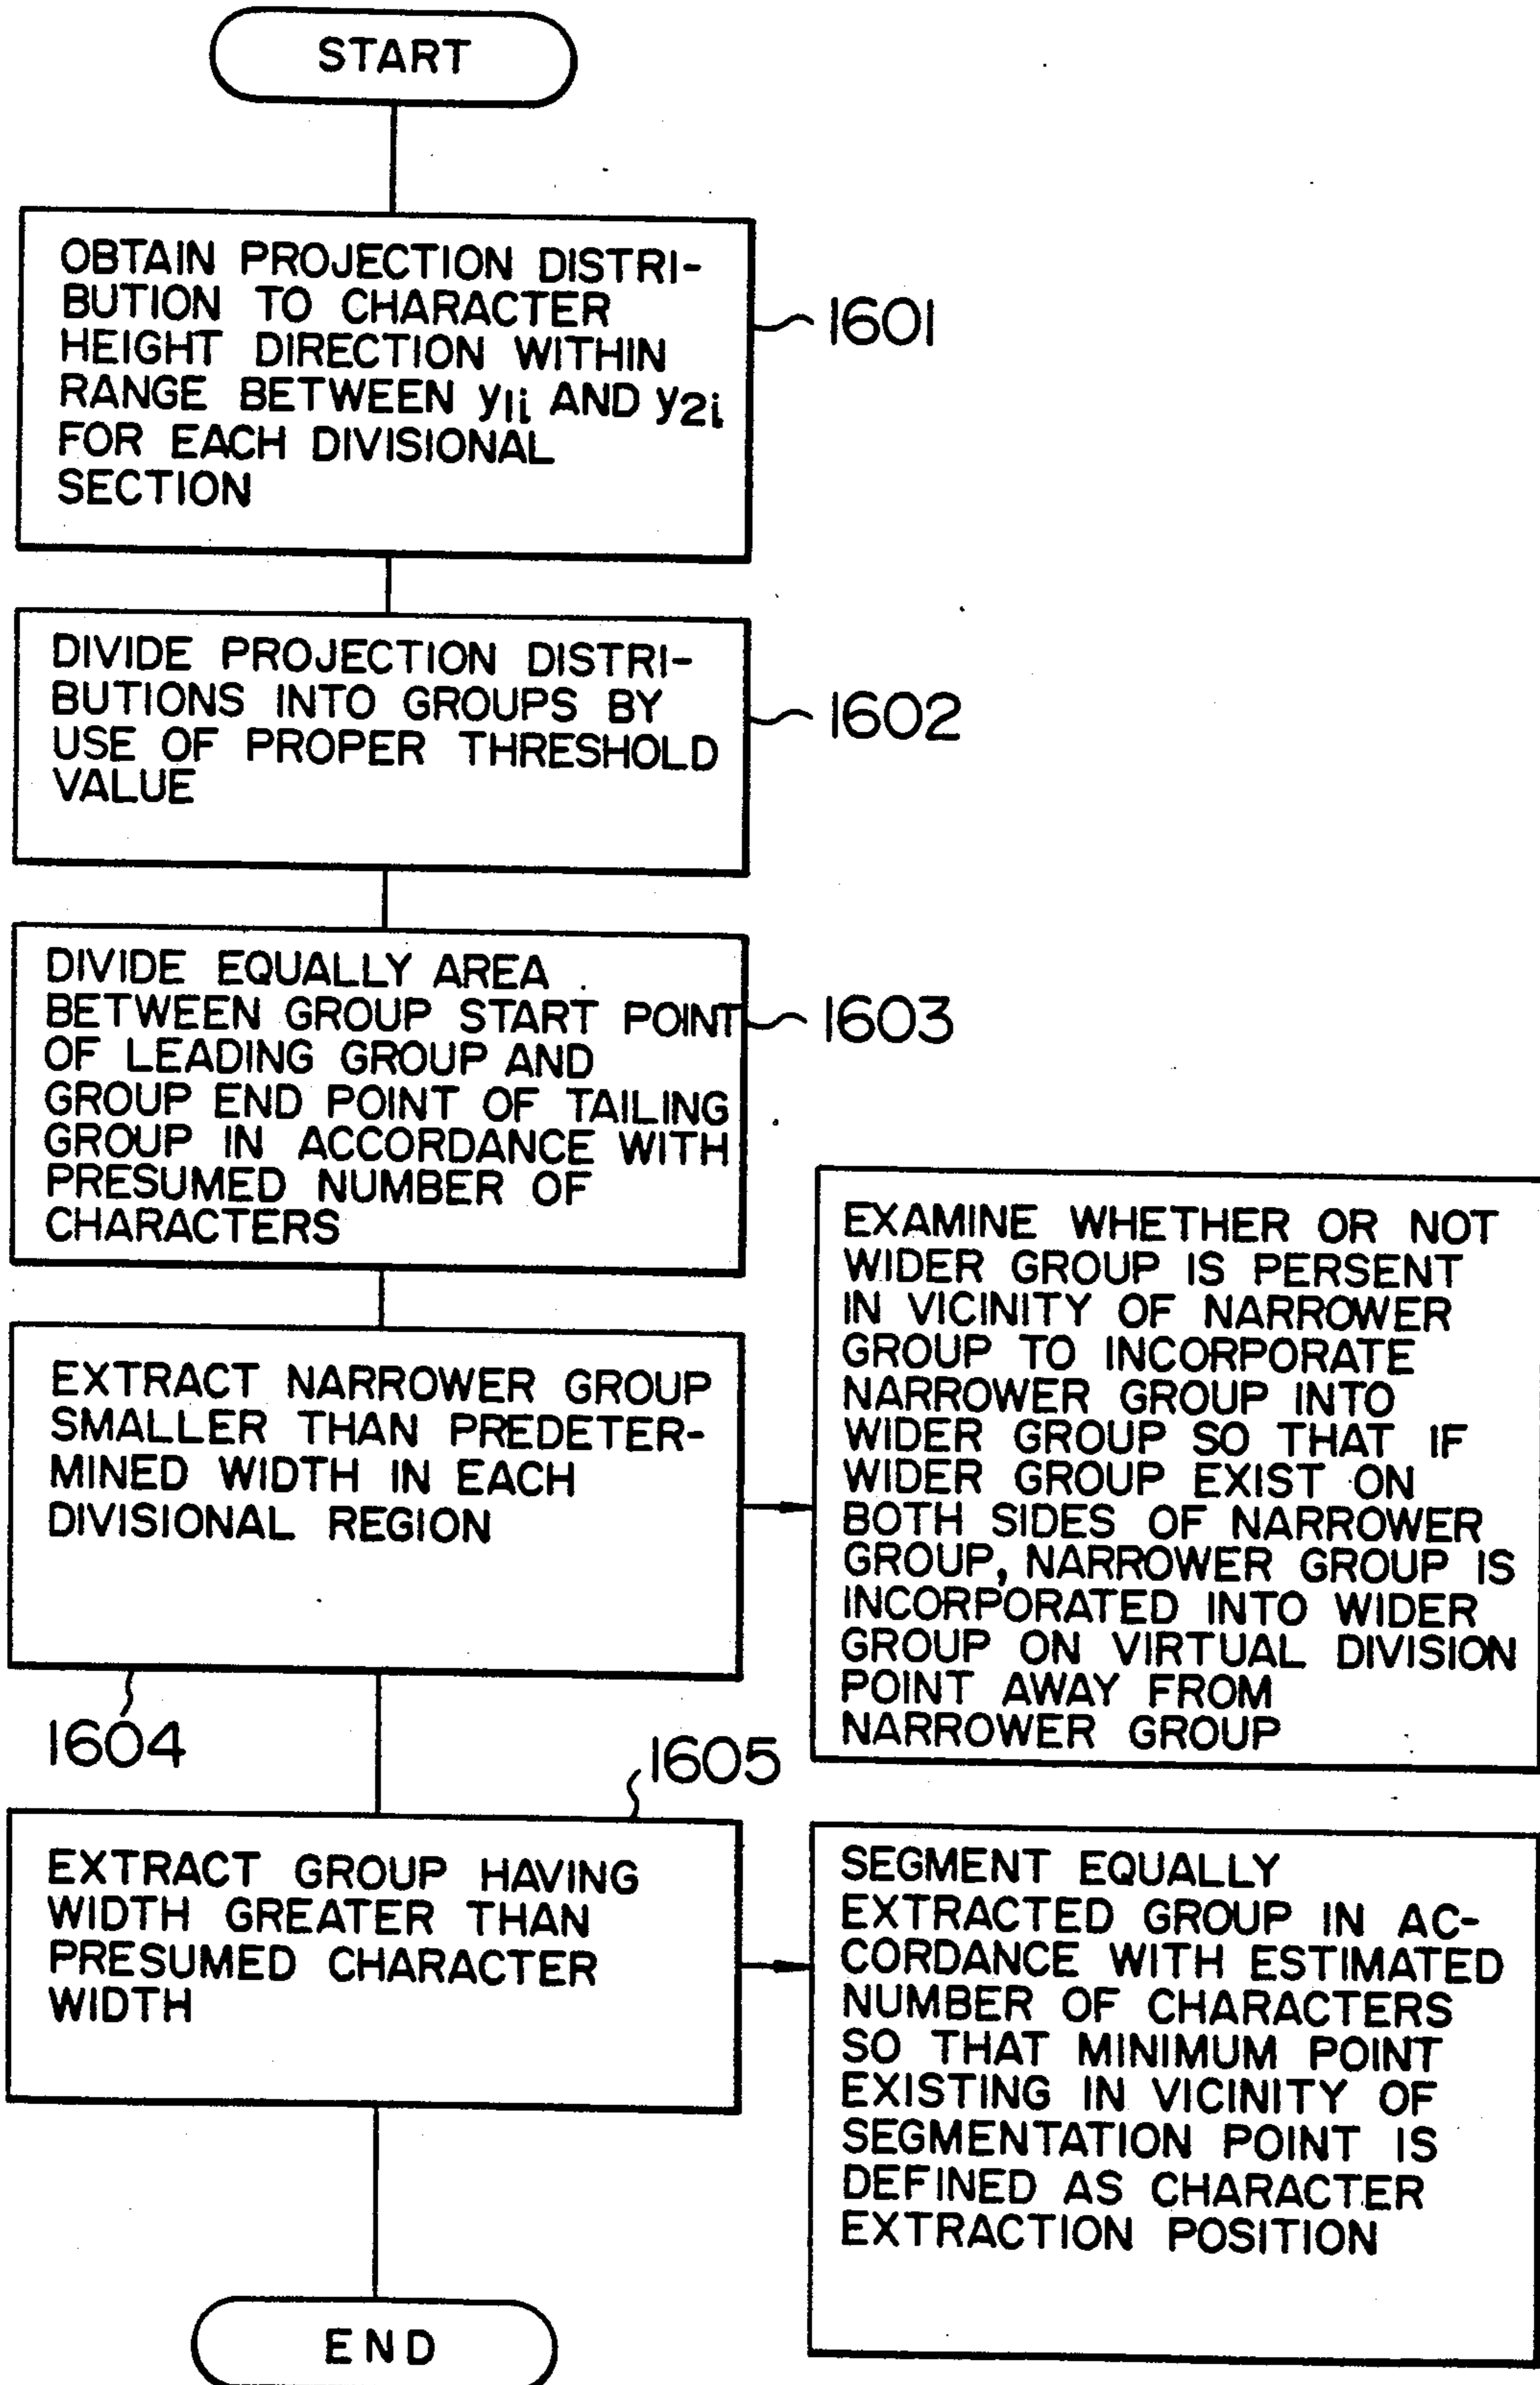 START
OBTAIN PROJECTION DISTRI-
BUTION TO CHARACTER
HEIGHT DIRECTION WITHIN
RANGE BETWEEN y1i AND y2i
FOR EACH DIVISIONAL
SECTION
1601
DIVIDE PROJECTION DISTRI-
BUTIONS INTO GROUPS BY
USE OF PROPER THRESHOLD
VALUE
1602
DIVIDE EQUALLY AREA
BETWEEN GROUP START POINT
OF LEADING GROUP AND
GROUP END POINT OF TAILING
GROUP IN ACCORDANCE WITH
PRESUMED NUMBER OF
CHARACTERS
1603
EXTRACT NARROWER GROUP
SMALLER THAN PREDETER-
MINED WIDTH IN EACH
DIVISIONAL REGION
1604
EXAMINE WHETHER OR NOT
WIDER GROUP IS PERSENT
IN VICINITY OF NARROWER
GROUP TO INCORPORATE
NARROWER GROUP INTO
WIDER GROUP SO THAT IF
WIDER GROUP EXIST ON
BOTH SIDES OF NARROWER
GROUP, NARROWER GROUP IS
INCORPORATED INTO WIDER
GROUP ON VIRTUAL DIVISION
POINT AWAY FROM
NARROWER GROUP
1605
EXTRACT GROUP HAVING
WIDTH GREATER THAN
PRESUMED CHARACTER
WIDTH
SEGMENT EQUALLY
EXTRACTED GROUP IN AC-
CORDANCE WITH ESTIMATED
NUMBER OF CHARACTERS
SO THAT MINIMUM POINT
EXISTING IN VICINITY OF
SEGMENTATION POINT IS
DEFINED AS CHARACTER
EXTRACTION POSITION
END